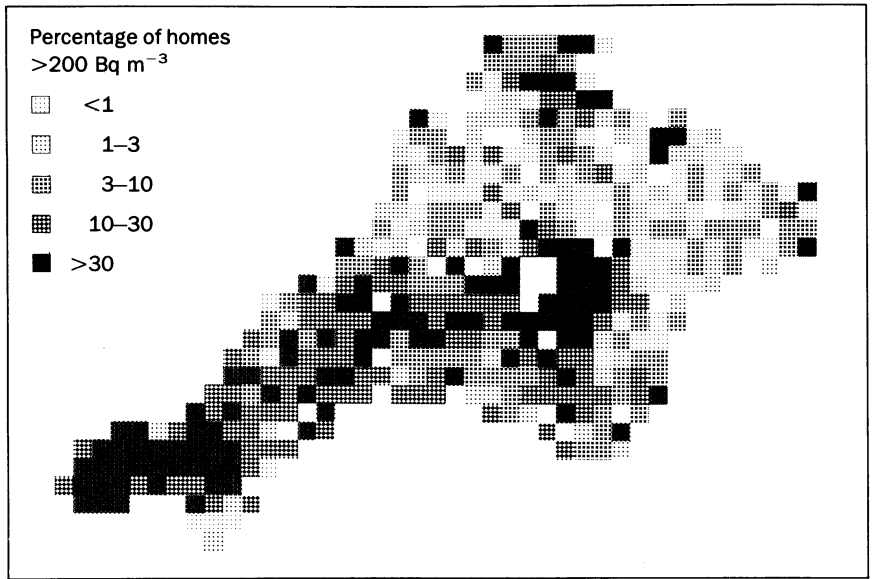 Percentage of homes
>200 Bq m⁻³
<1
1–3
3–10
10–30
>30